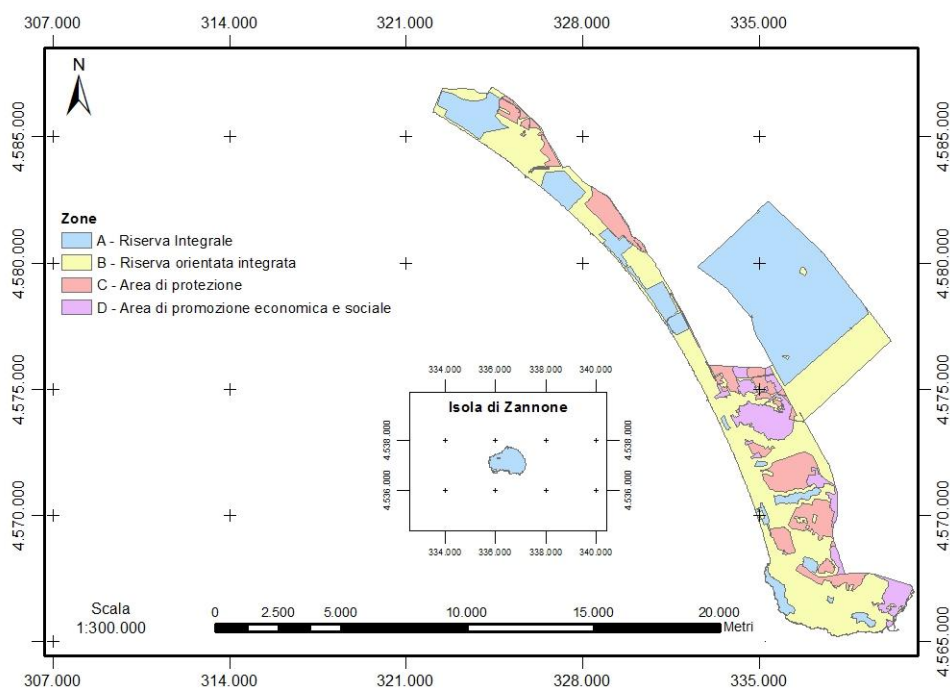 307.000 314.000 321.000 328.000 335.000
N
4.585.000 4.585.000
Zone
A - Riserva Integrale
B - Riserva orientata integrata
C - Area di protezione
D - Area di promozione economica e sociale
4.580.000 4.580.000
4.575.000 4.575.000
334.000 336.000 338.000 340.000
Isola di Zannone
4.538.000 4.538.000
4.536.000 4.536.000
334.000 336.000 338.000 340.000
4.570.000 4.570.000
Scala
1:300.000
0 2.500 5.000 10.000 15.000 20.000
Metri
4.565.000 4.565.000
307.000 314.000 321.000 328.000 335.000